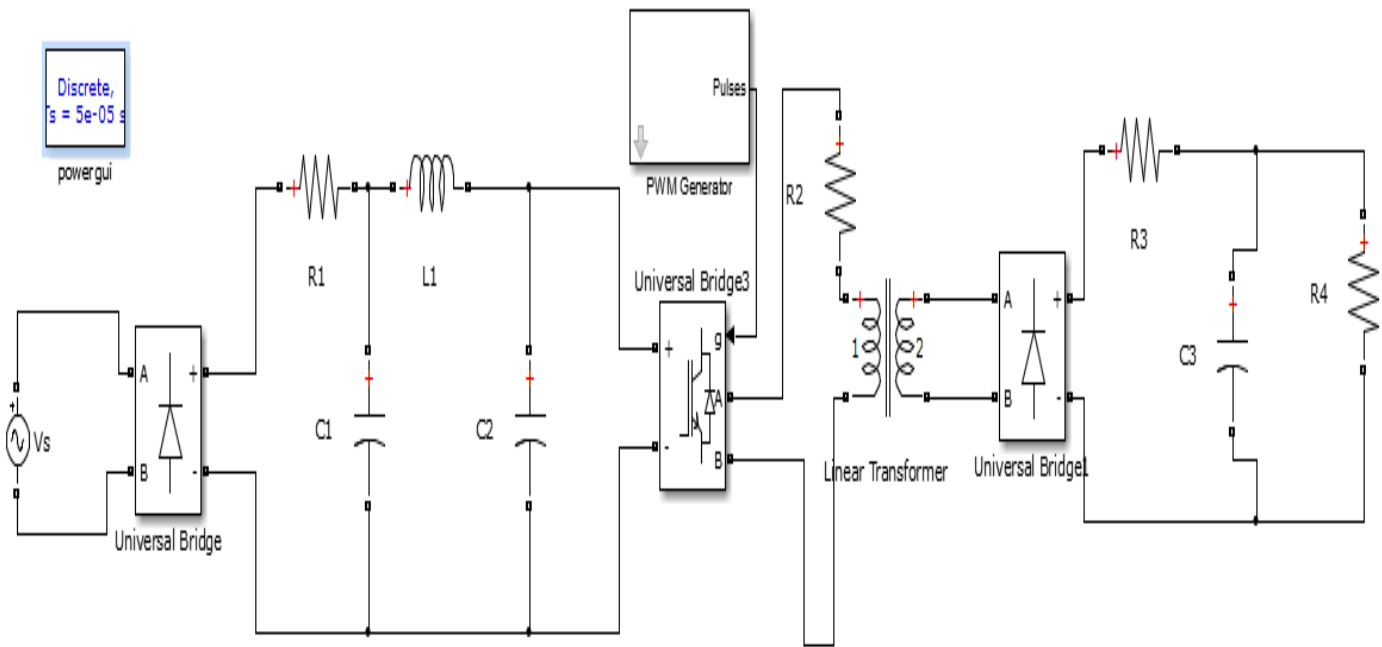 Discrete,
Ts = 5e-05 s
powergui
Pulses
PWM Generator
R1
L1
R2
R3
R4
C1
C2
C3
Universal Bridge3
+
-
g
A
B
Vs
+
A
B
+
-
Universal Bridge
1
2
Linear Transformer
A
B
+
-
Universal Bridge1